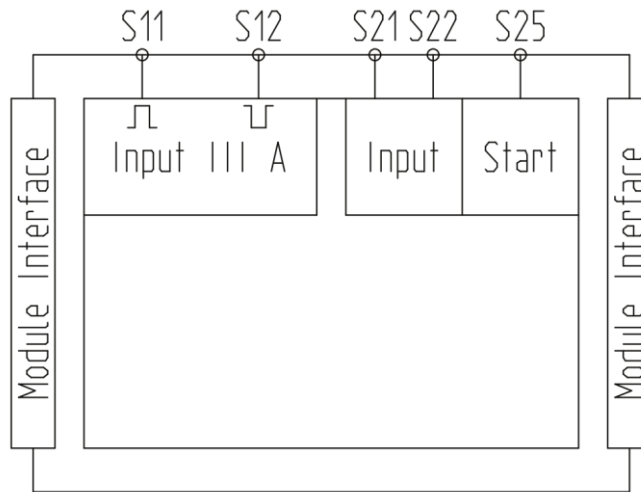 S11 S12 S21 S22 S25
Input III A Input Start
Module Interface
Module Interface